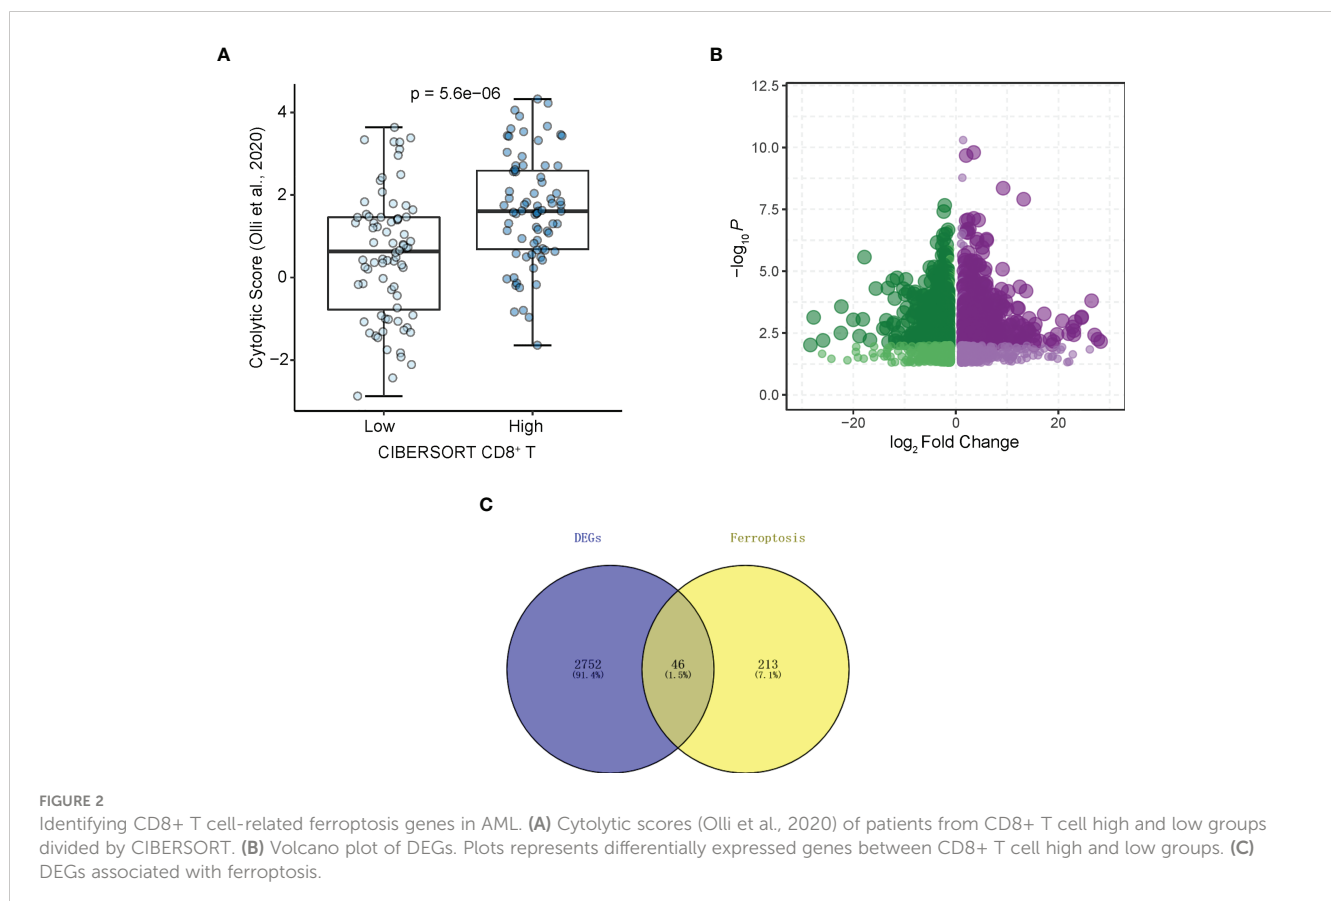 A
B
p = 5.6e−06
Cytolytic Score (Olli et al., 2020)
4
2
0
−2
Low
High
CIBERSORT CD8⁺ T
−log₁₀ P
12.5
10.0
7.5
5.0
2.5
0.0
−20
0
20
log₂ Fold Change
C
DEGs
Ferroptosis
2752
(91.4%)
46
(1.5%)
213
(7.1%)
FIGURE 2
Identifying CD8+ T cell-related ferroptosis genes in AML. (A) Cytolytic scores (Olli et al., 2020) of patients from CD8+ T cell high and low groups
divided by CIBERSORT. (B) Volcano plot of DEGs. Plots represents differentially expressed genes between CD8+ T cell high and low groups. (C)
DEGs associated with ferroptosis.